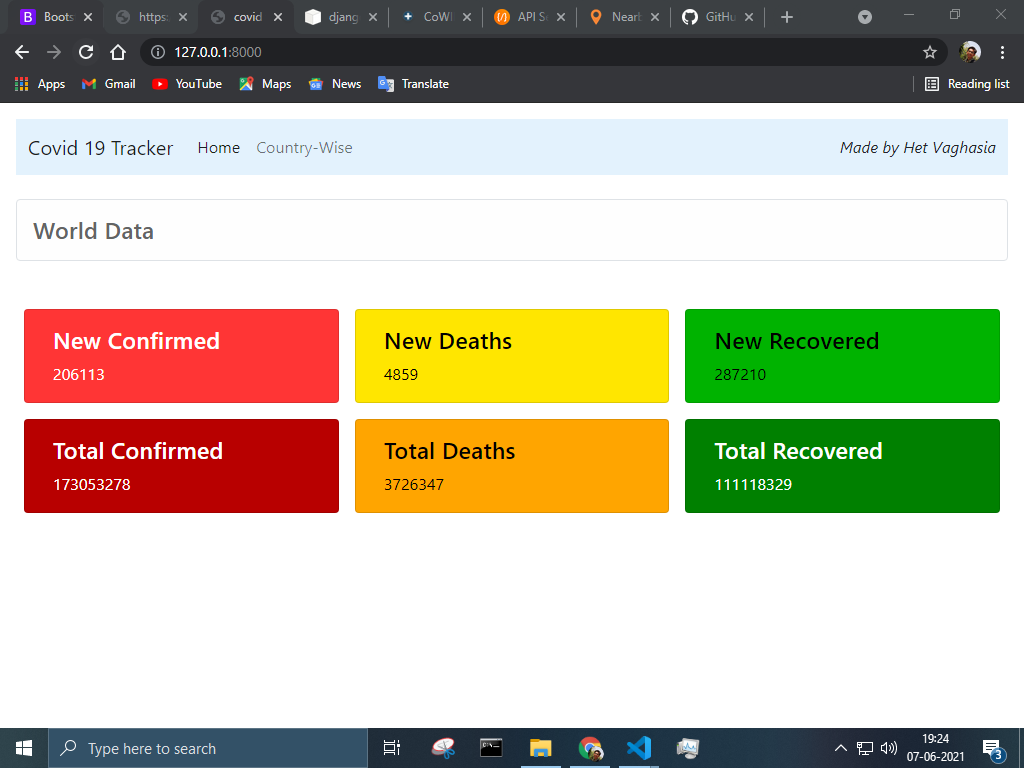 Boots
https:
covid
djang
CoWI
API Se
Nearb
GitHu
127.0.0.1:8000
Apps
Gmail
YouTube
Maps
News
Translate
Reading list
Covid 19 Tracker
Home
Country-Wise
Made by Het Vaghasia
World Data
New Confirmed
206113
New Deaths
4859
New Recovered
287210
Total Confirmed
173053278
Total Deaths
3726347
Total Recovered
111118329
Type here to search
19:24
07-06-2021
3